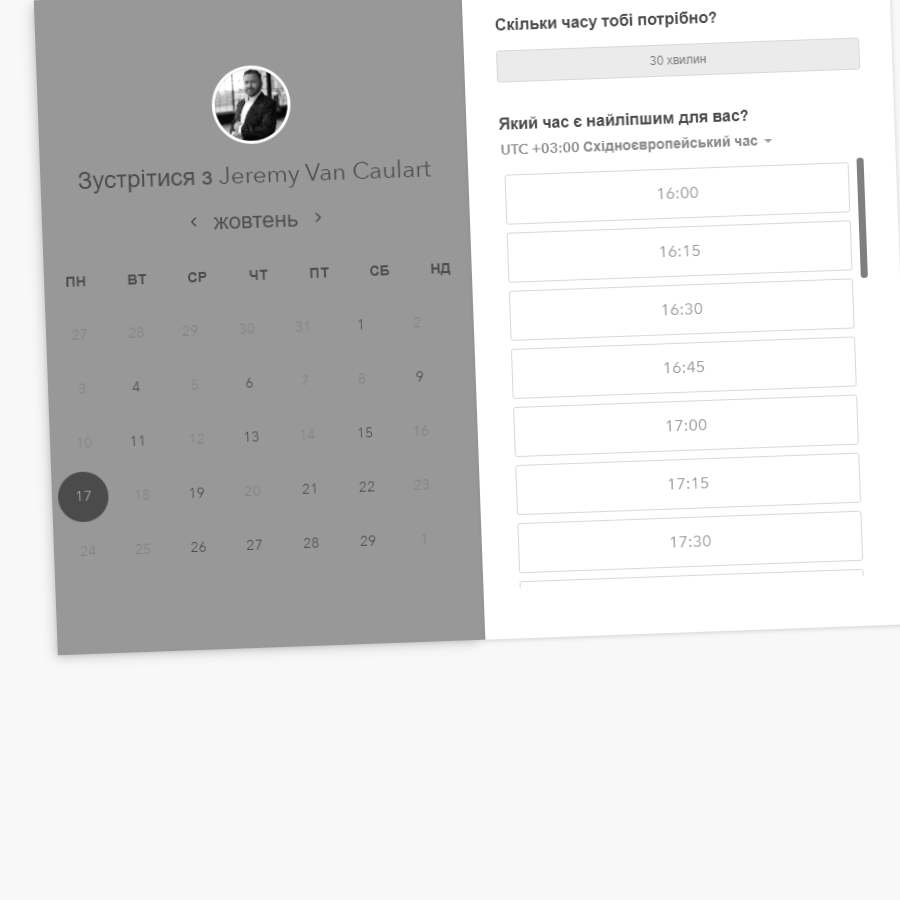 Зустрітися з Jeremy Van Caulart
‹ жовтень ›
ПН ВТ СР ЧТ ПТ СБ НД
27 28 29 30 31 1 2
3 4 5 6 7 8 9
10 11 12 13 14 15 16
17 18 19 20 21 22 23
24 25 26 27 28 29 1
Скільки часу тобі потрібно?
30 хвилин
Який час є найліпшим для вас?
UTC +03:00 Східноєвропейський час
16:00
16:15
16:30
16:45
17:00
17:15
17:30